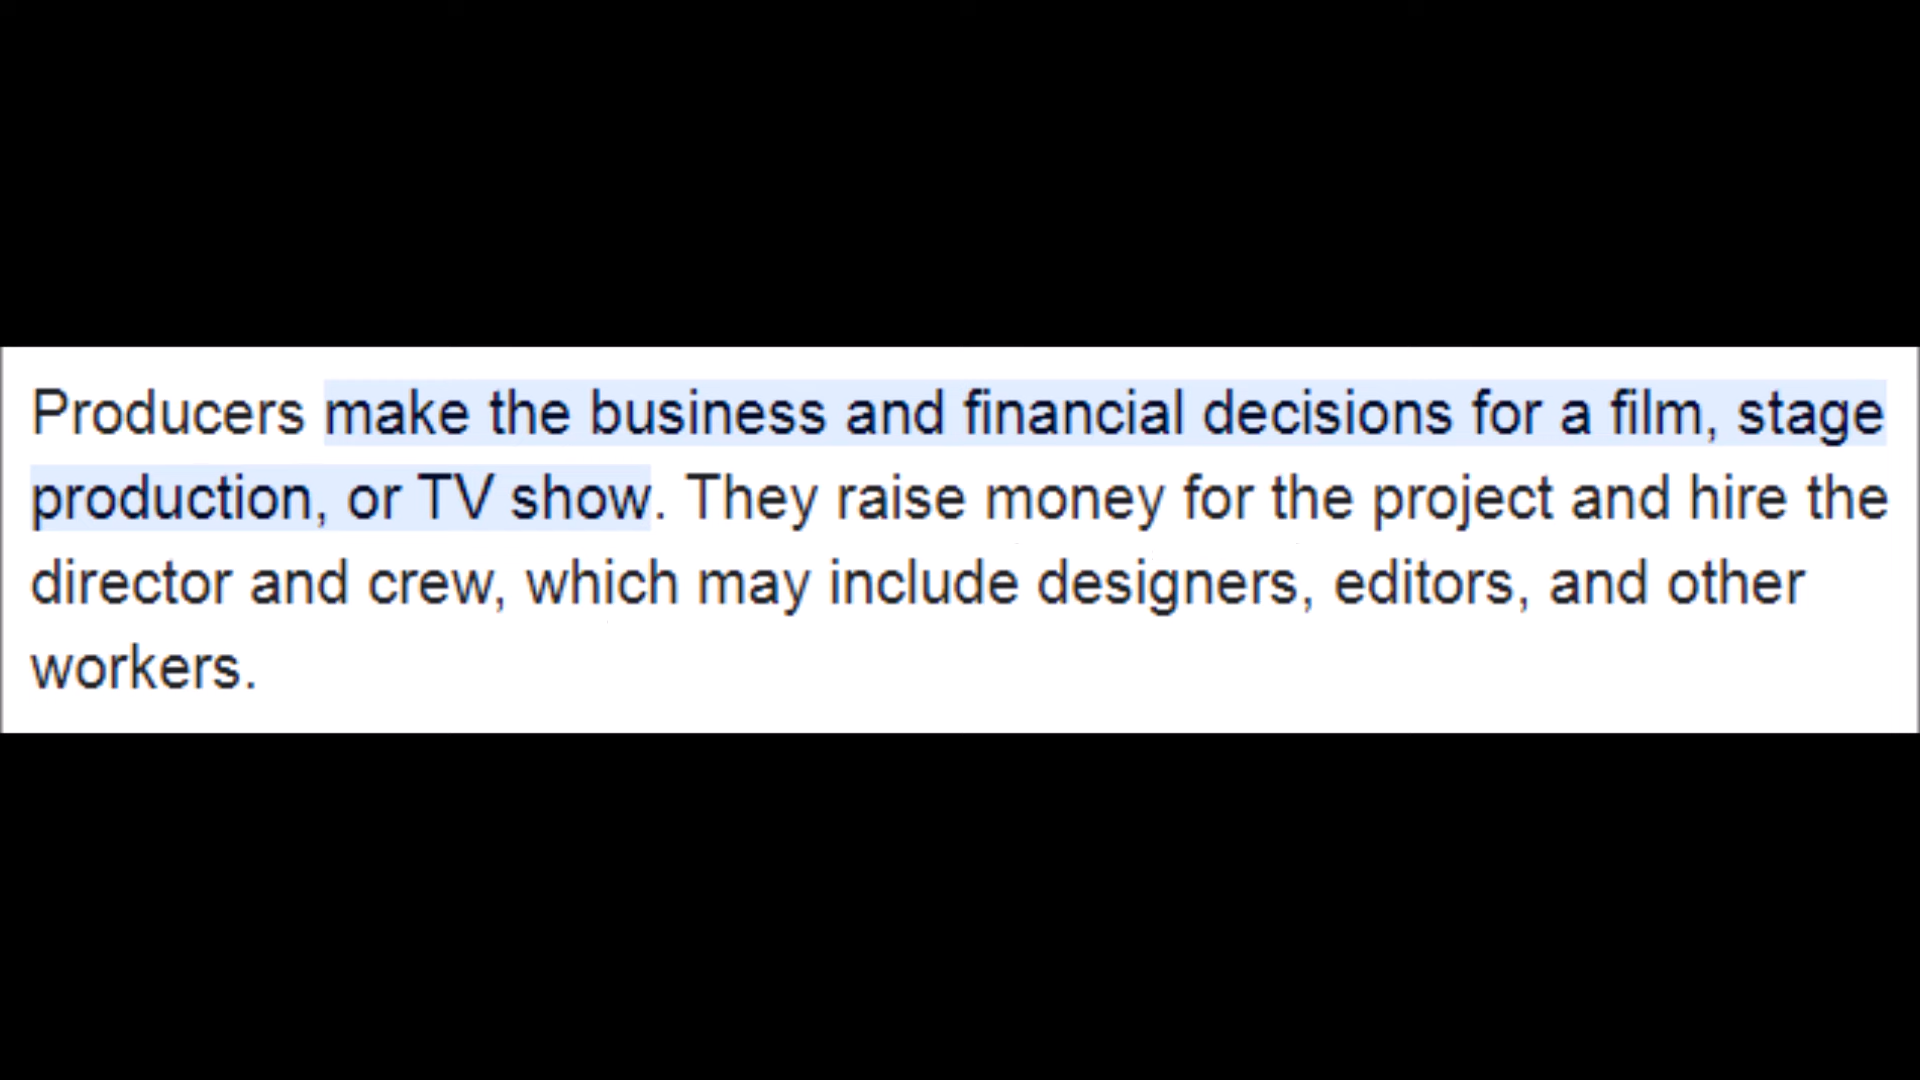 Producers make the business and financial decisions for a film, stage
production, or TV show. They raise money for the project and hire the
director and crew, which may include designers, editors, and other
workers.